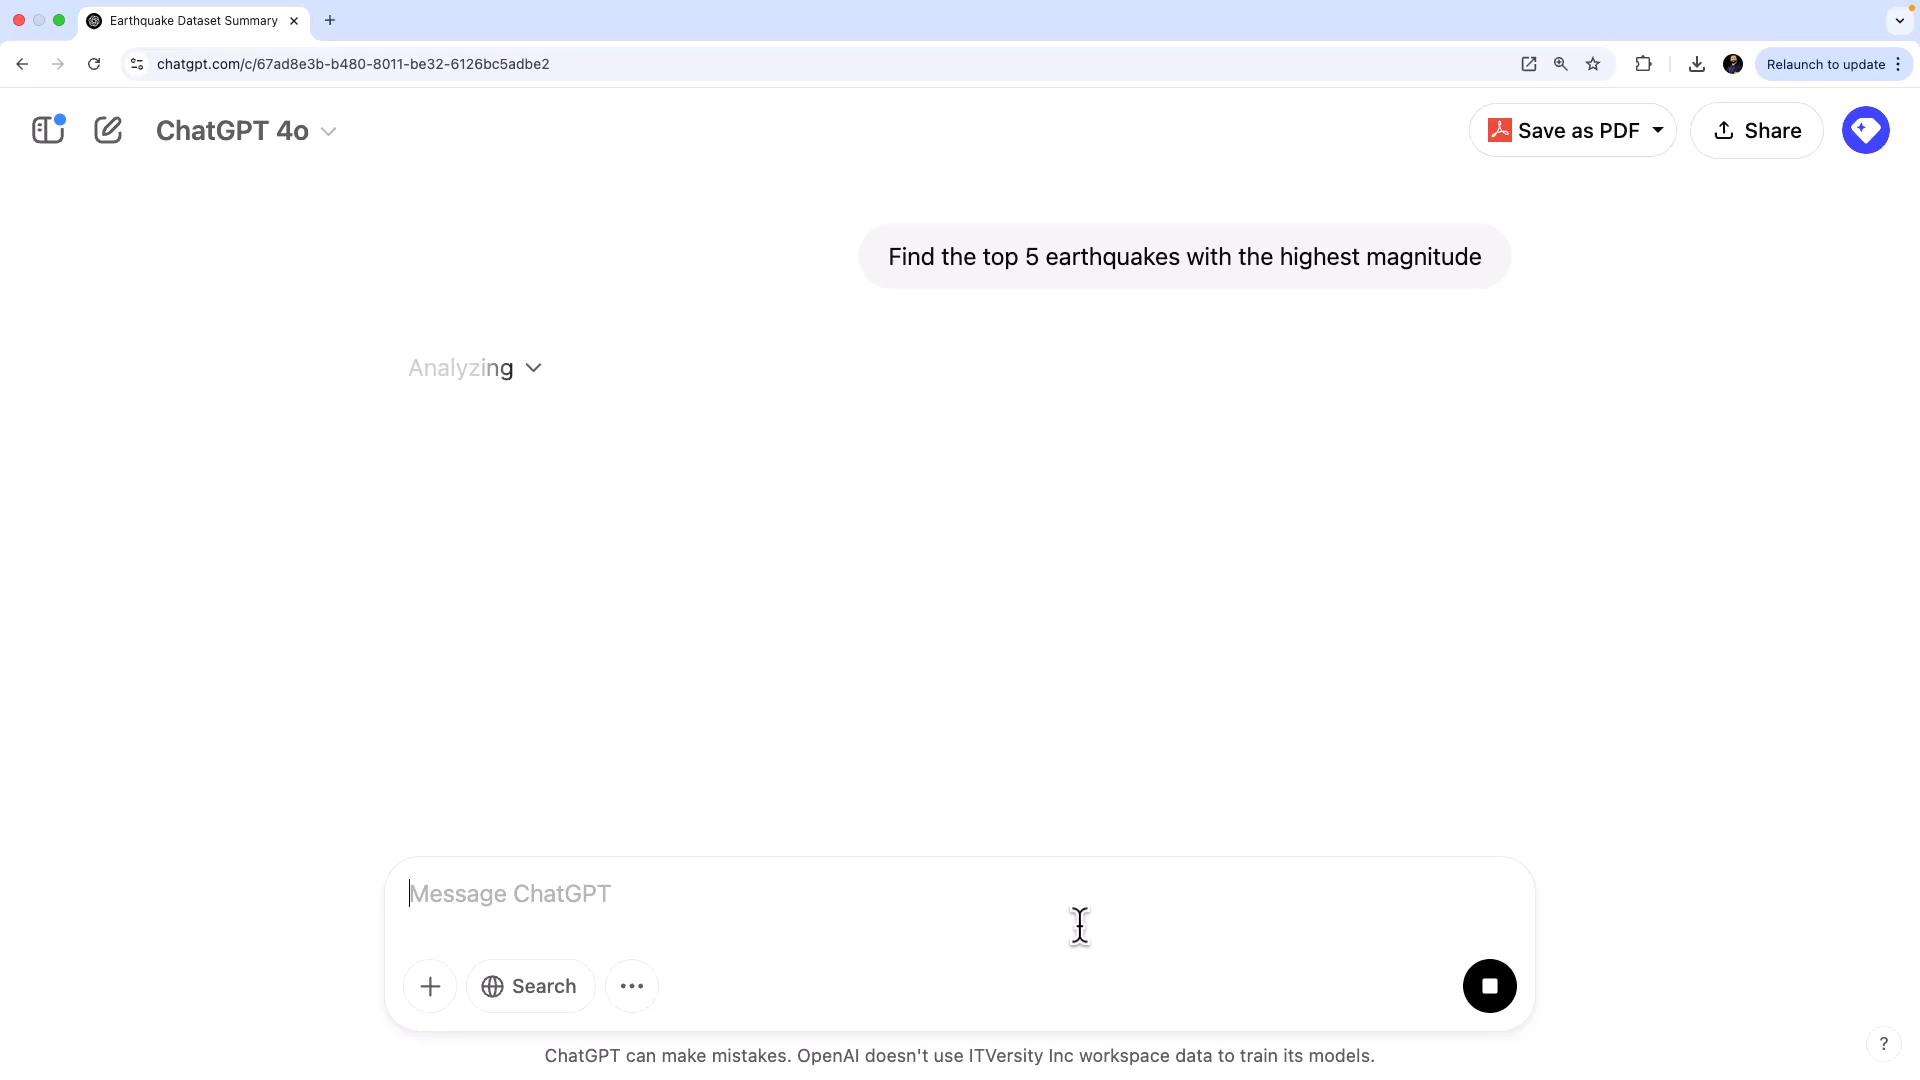 Earthquake Dataset Summary
chatgpt.com/c/67ad8e3b-b480-8011-be32-6126bc5adbe2
Relaunch to update
ChatGPT 4o
Save as PDF
Share
Find the top 5 earthquakes with the highest magnitude
Analyzing
Message ChatGPT
Search
ChatGPT can make mistakes. OpenAI doesn't use ITVersity Inc workspace data to train its models.
?